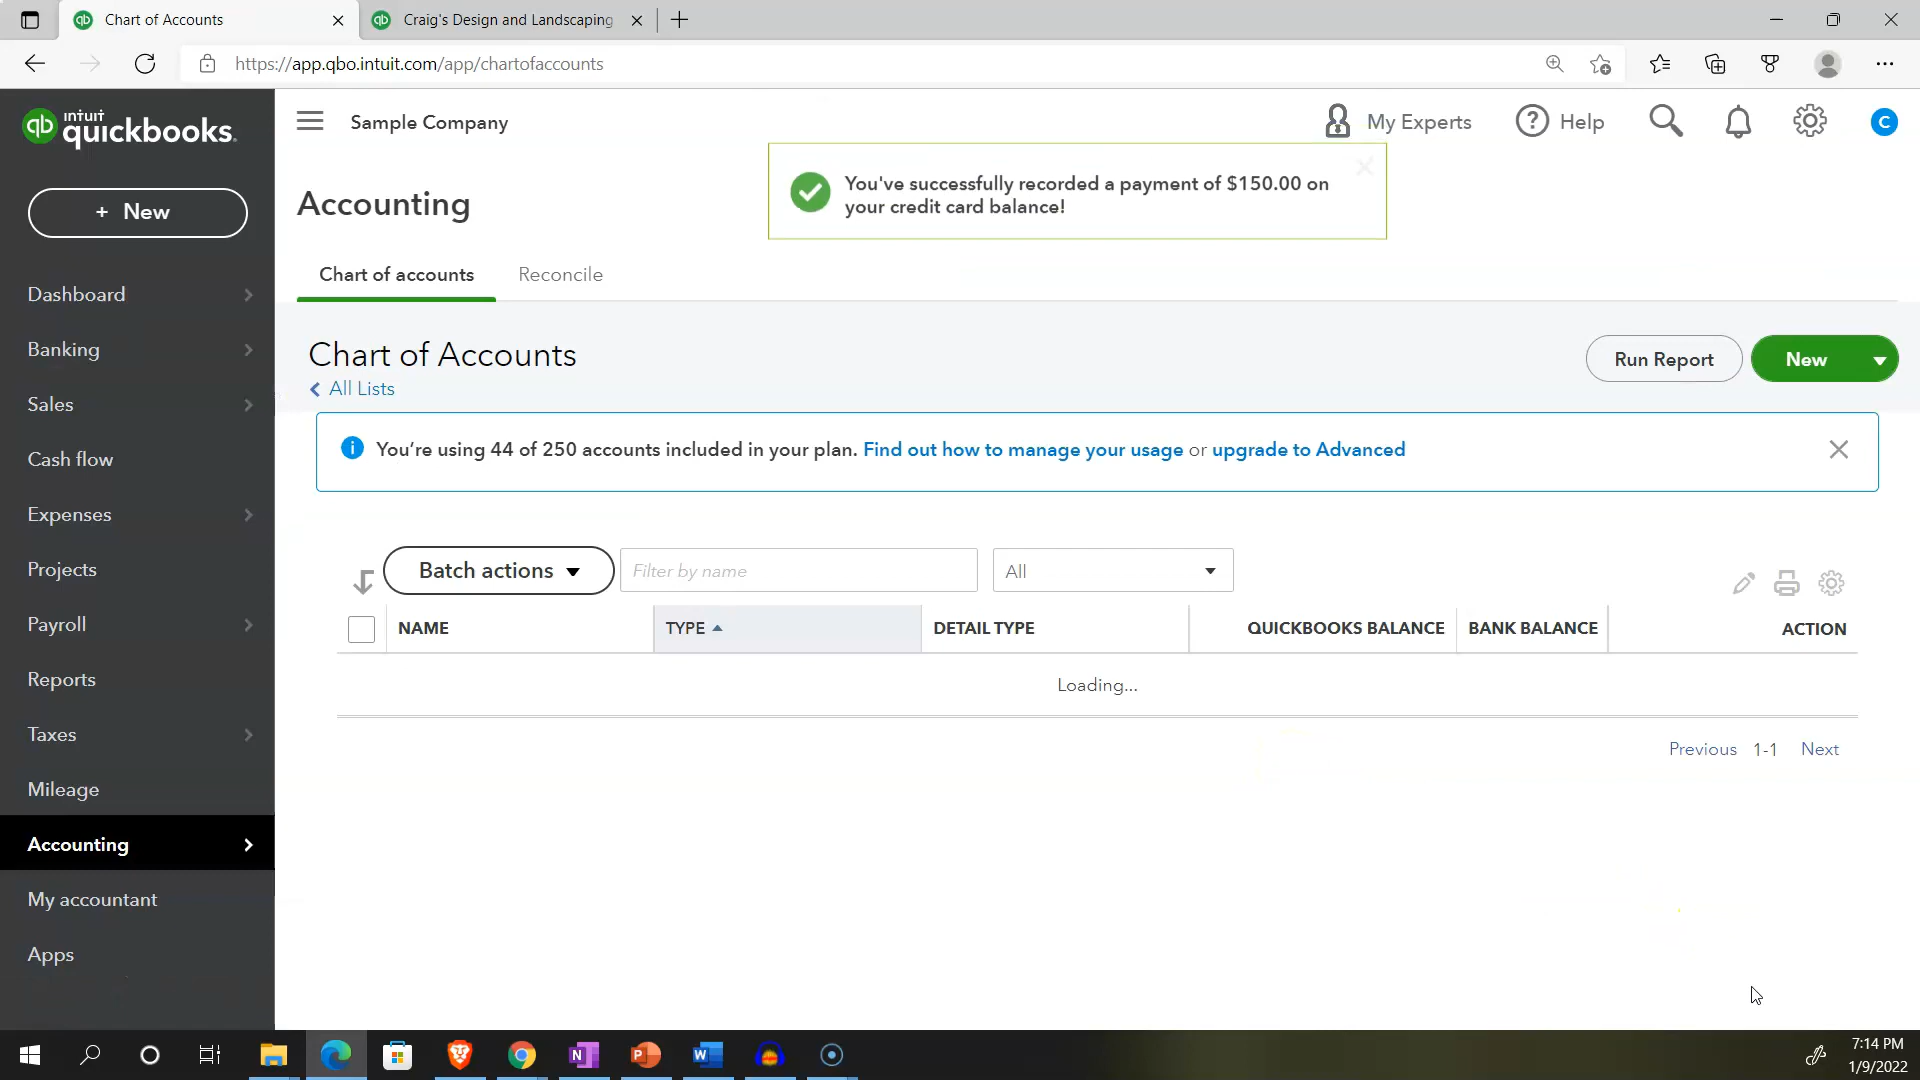 Chart of Accounts
Craig's Design and Landscaping
https://app.qbo.intuit.com/app/chartofaccounts
intuit
quickbooks.
qb
Sample Company
My Experts
Help
C
You've successfully recorded a payment of $150.00 on
your credit card balance!
+ New
Accounting
Chart of accounts
Reconcile
Dashboard
Banking
Sales
Cash flow
Expenses
Projects
Payroll
Reports
Taxes
Mileage
Accounting
My accountant
Apps
Chart of Accounts
All Lists
Run Report
New
You're using 44 of 250 accounts included in your plan. Find out how to manage your usage or upgrade to Advanced
Batch actions
Filter by name
All
NAME
TYPE
DETAIL TYPE
QUICKBOOKS BALANCE
BANK BALANCE
ACTION
Loading...
Previous 1-1 Next
7:14 PM
1/9/2022